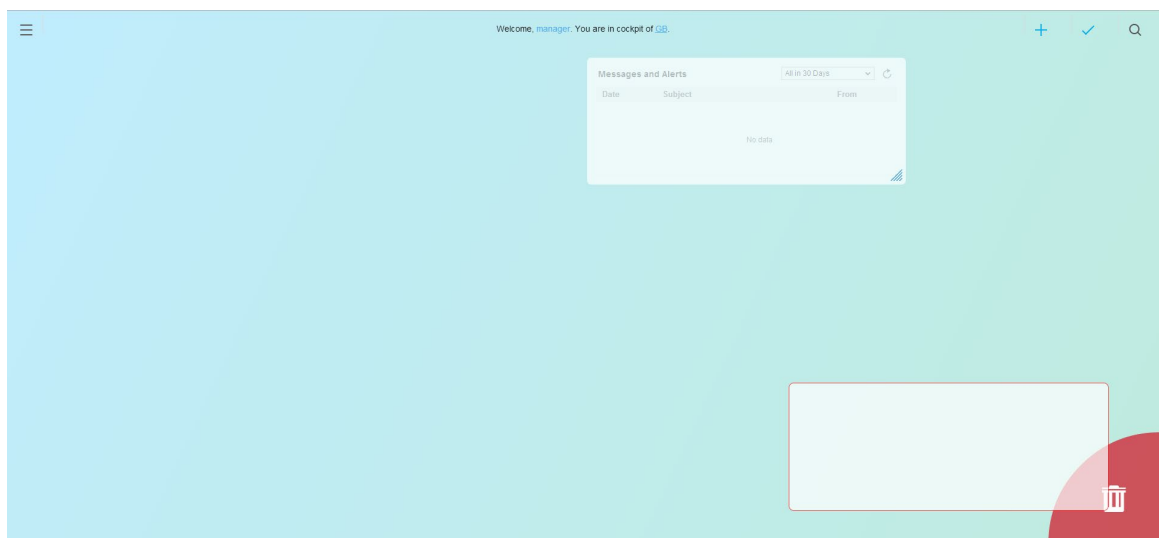 Welcome, manager. You are in cockpit of GB.
Messages and Alerts All in 30 Days
Date Subject From
No data